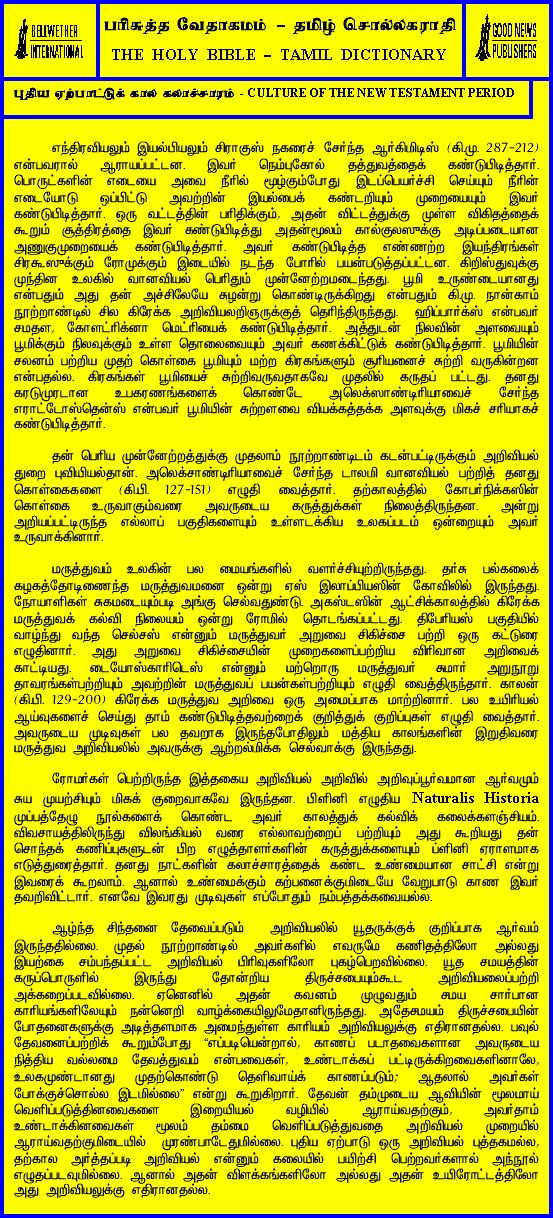 BELLWETHER
INTERNATIONAL
பரிசுத்த வேதாகமம் – தமிழ் சொல்லகராதி
THE HOLY BIBLE – TAMIL DICTIONARY
GOOD NEWS
PUBLISHERS
புதிய ஏற்பாட்டுக் கால கலாச்சாரம் - CULTURE OF THE NEW TESTAMENT PERIOD
எந்திரவியலும் இயல்பியலும் சிராகுஸ் நகரைச் சேர்ந்த ஆர்கிமிடிஸ் (கி.மு. 287-212)
என்பவரால் ஆராயப்பட்டன. இவர் நெம்புகோல் தத்துவத்தைக் கண்டுபிடித்தார்.
பொருட்களின் எடையை அவை நீரில் மூழ்கும்போது இடப்பெயர்ச்சி செய்யும் நீரின்
எடையோடு ஒப்பிட்டு அவற்றின் இயல்பைக் கண்டறியும் முறையையும் இவர்
கண்டுபிடித்தார். ஒரு வட்டத்தின் பரிதிக்கும், அதன் விட்டத்துக்கு முள்ள விகிதத்தைக்
கூறும் சூத்திரத்தை இவர் கண்டுபிடித்து அதன்மூலம் கால்குலஸுக்கு அடிப்படையான
அணுகுமுறையைக் கண்டுபிடித்தார். அவர் கண்டுபிடித்த எண்ணற்ற இயந்திரங்கள்
சிரகூஸுக்கும் ரோமுக்கும் இடையில் நடந்த போரில் பயன்படுத்தப்பட்டன. கிறிஸ்துவுக்கு
முந்தின உலகில் வானவியல் பெரிதும் முன்னேற்றமடைந்தது. பூமி உருண்டையானது
என்பதும் அது தன் அச்சிலேயே சுழன்று கொண்டிருக்கிறது என்பதும் கி.மு. நான்காம்
நூற்றாண்டில் சில கிரேக்க அறிவியலறிஞருக்குத் தெரிந்திருந்தது. ஹிப்பார்க்ஸ் என்பவர்
சமதள, கோளட்ரிக்னா மெட்ரியைக் கண்டுபிடித்தார். அத்துடன் நிலவின் அளவையும்
பூமிக்கும் நிலவுக்கும் உள்ள தொலைவையும் அவர் கணக்கிட்டுக் கண்டுபிடித்தார். பூமியின்
சலனம் பற்றிய முதற் கொள்கை பூமியும் மற்ற கிரகங்களும் சூரியனைச் சுற்றி வருகின்றன
என்பதல்ல. கிரகங்கள் பூமியைச் சுற்றிவருவதாகவே முதலில் கருதப் பட்டது. தனது
கரடுமுரடான உபகரணங்களைக் கொண்டே அலெக்ஸாண்டிரியாவைச் சேர்ந்த
எராட்டோஸ்தென்ஸ் என்பவர் பூமியின் சுற்றளவை வியக்கத்தக்க அளவுக்கு மிகச் சரியாகச்
கண்டுபிடித்தார்.
தன் பெரிய முன்னேற்றத்துக்கு முதலாம் நூற்றாண்டிடம் கடன்பட்டிருக்கும் அறிவியல்
துறை புவியியல்தான். அலெக்சாண்டிரியாவைச் சேர்ந்த டாலமி வானவியல் பற்றித் தனது
கொள்கைகளை (கி.பி. 127-151) எழுதி வைத்தார். தற்காலத்தில் கோபர்நிக்கஸின்
கொள்கை உருவாகும்வரை அவருடைய கருத்துக்கள் நிலைத்திருந்தன. அன்று
அறியப்பட்டிருந்த எல்லாப் பகுதிகளையும் உள்ளடக்கிய உலகப்படம் ஒன்றையும் அவர்
உருவாக்கினார்.
மருத்துவம் உலகின் பல மையங்களில் வளர்ச்சியுற்றிருந்தது. தர்சு பல்கலைக்
கழகத்தோடிணைந்த மருத்துவமனை ஒன்று ஏஸ் இலாப்பியஸின் கோவிலில் இருந்தது.
நோயாளிகள் சுகமடையும்படி அங்கு செல்வதுண்டு. அகஸ்டஸின் ஆட்சிக்காலத்தில் கிரேக்க
மருத்துவக் கல்வி நிலையம் ஒன்று ரோமில் தொடங்கப்பட்டது. திபேரியஸ் பகுதியில்
வாழ்ந்து வந்த செல்சஸ் என்னும் மருத்துவர் அறுவை சிகிச்சை பற்றி ஒரு கட்டுரை
எழுதினார். அது அறுவை சிகிச்சையின் முறைகளைப்பற்றிய விரிவான அறிவைக்
காட்டியது. டையோஸ்காரிடெஸ் என்னும் மற்றொரு மருத்துவர் சுமார் அறுநூறு
தாவரங்கள்பற்றியும் அவற்றின் மருத்துவப் பயன்கள்பற்றியும் எழுதி வைத்திருந்தார். காலன்
(கி.பி. 129-200) கிரேக்க மருத்துவ அறிவை ஒரு அமைப்பாக மாற்றினார். பல உயிரியல்
ஆய்வுகளைச் செய்து தாம் கண்டுபிடித்தவற்றைக் குறித்துக் குறிப்புகள் எழுதி வைத்தார்.
அவருடைய முடிவுகள் பல தவறாக இருந்தபோதிலும் மத்திய காலங்களின் இறுதிவரை
மருத்துவ அறிவியலில் அவருக்கு ஆற்றல்மிக்க செல்வாக்கு இருந்தது.
ரோமர்கள் பெற்றிருந்த இத்தகைய அறிவியல் அறிவில் அறிவுப்பூர்வமான ஆர்வமும்
சுய முயற்சியும் மிகக் குறைவாகவே இருந்தன. பிளினி எழுதிய Naturalis Historia
முப்பத்தேழு நூல்களைக் கொண்ட அவர் காலத்துக் கல்விக் கலைக்களஞ்சியம்.
விவசாயத்திலிருந்து விலங்கியல் வரை எல்லாவற்றைப் பற்றியும் அது கூறியது தன்
சொந்தக் கணிப்புகளுடன் பிற எழுத்தாளர்களின் கருத்துக்களையும் ப்ளினி ஏராளமாக
எடுத்துரைத்தார். தனது நாட்களின் கலாச்சாரத்தைக் கண்ட உண்மையான சாட்சி என்று
இவரைக் கூறலாம். ஆனால் உண்மைக்கும் கற்பனைக்குமிடையே வேறுபாடு காண இவர்
தவறிவிட்டார். எனவே இவரது முடிவுகள் எப்போதும் நம்பத்தக்கவையல்ல.
ஆழ்ந்த சிந்தனை தேவைப்படும் அறிவியலில் யூதருக்குக் குறிப்பாக ஆர்வம்
இருந்ததில்லை. முதல் நூற்றாண்டில் அவர்களில் எவருமே கணிதத்திலோ அல்லது
இயற்கை சம்பந்தப்பட்ட அறிவியல் பிரிவுகளிலோ புகழ்பெறவில்லை. யூத சமயத்தின்
கருப்பொருளில் இருந்து தோன்றிய திருச்சபையும்கூட அறிவியலைப்பற்றி
அக்கறைப்படவில்லை. ஏனெனில் அதன் கவனம் முழுவதும் சமய சார்பான
காரியங்களிலேயும் நன்னெறி வாழ்க்கையிலுமேதானிருந்தது. அதேசமயம் திருச்சபையின்
போதனைகளுக்கு அடித்தளமாக அமைந்துள்ள காரியம் அறிவியலுக்கு எதிரானதல்ல. பவுல்
தேவனைப்பற்றிக் கூறும்போது "எப்படியென்றால், காணப் படாதவைகளான அவருடைய
நித்திய வல்லமை தேவத்துவம் என்பவைகள், உண்டாக்கப் பட்டிருக்கிறவைகளினாலே,
உலகமுண்டானது முதற்கொண்டு தெளிவாய்க் காணப்படும்; ஆதலால் அவர்கள்
போக்குச்சொல்ல இடமில்லை" என்று கூறுகிறார். தேவன் தம்முடைய ஆவியின் மூலமாய்
வெளிப்படுத்தினவைகளை இறையியல் வழியில் ஆராய்வதற்கும், அவர்தாம்
உண்டாக்கினவைகள் மூலம் தம்மை வெளிப்படுத்துவதை அறிவியல் முறையில்
ஆராய்வதற்குமிடையில் முரண்பாடேதுமில்லை. புதிய ஏற்பாடு ஒரு அறிவியல் புத்தகமல்ல,
தற்கால அர்த்தப்படி அறிவியல் என்னும் கலையில் பயிற்சி பெற்றவர்களால் அந்நூல்
எழுதப்படவுமில்லை. ஆனால் அதன் விளக்கங்களிலோ அல்லது அதன் உயிரோட்டத்திலோ
அது அறிவியலுக்கு எதிரானதல்ல.